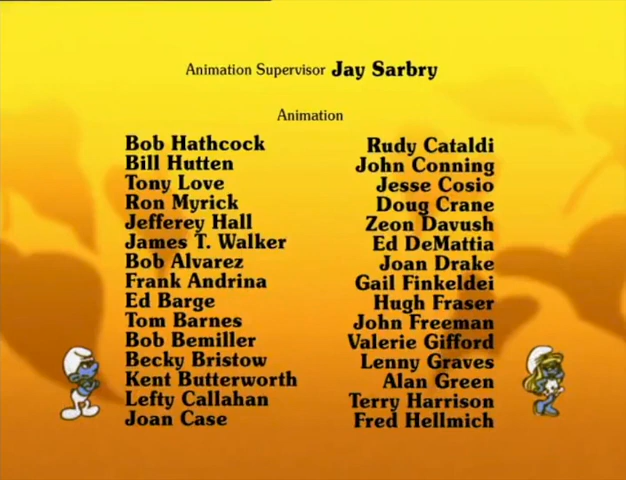 Animation Supervisor Jay Sarbry
Animation
Bob Hathcock
Bill Hutten
Tony Love
Ron Myrick
Jefferey Hall
James T. Walker
Bob Alvarez
Frank Andrina
Ed Barge
Tom Barnes
Bob Bemiller
Becky Bristow
Kent Butterworth
Lefty Callahan
Joan Case
Rudy Cataldi
John Conning
Jesse Cosio
Doug Crane
Zeon Davush
Ed DeMattia
Joan Drake
Gail Finkeldei
Hugh Fraser
John Freeman
Valerie Gifford
Lenny Graves
Alan Green
Terry Harrison
Fred Hellmich